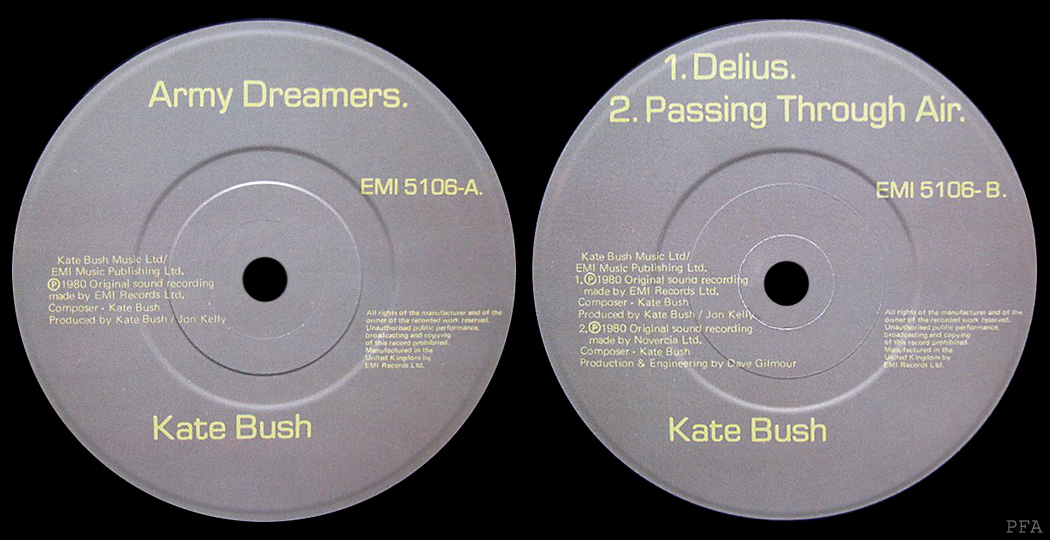 Army Dreamers.
EMI 5106-A.
Kate Bush Music Ltd/
EMI Music Publishing Ltd.
Ⓟ1980 Original sound recording
made by EMI Records Ltd.
Composer - Kate Bush
Produced by Kate Bush / Jon Kelly
All rights of the manufacturer and of the
owner of the recorded work reserved.
Unauthorised public performance,
broadcasting and copying
of this record prohibited.
Manufactured in the
United Kingdom by
EMI Records Ltd.
Kate Bush
1. Delius.
2. Passing Through Air.
EMI 5106- B.
Kate Bush Music Ltd/
EMI Music Publishing Ltd.
1.Ⓟ1980 Original sound recording
made by EMI Records Ltd.
Composer - Kate Bush
Produced by Kate Bush / Jon Kelly
2.Ⓟ1980 Original sound recording
made by Novercia Ltd.
Composer - Kate Bush
Production & Engineering by Dave Gilmour
All rights of the manufacturer and of the
owner of the recorded work reserved.
Unauthorised public performance,
broadcasting and copying
of this record prohibited.
Manufactured in the
United Kingdom by
EMI Records Ltd.
Kate Bush
PFA